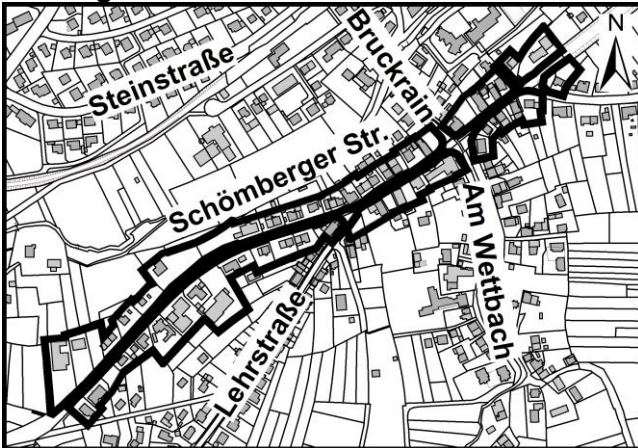 Steinstraße
Bruckrain
N
Schömberger Str.
Am Wettbach
Lehrstraße